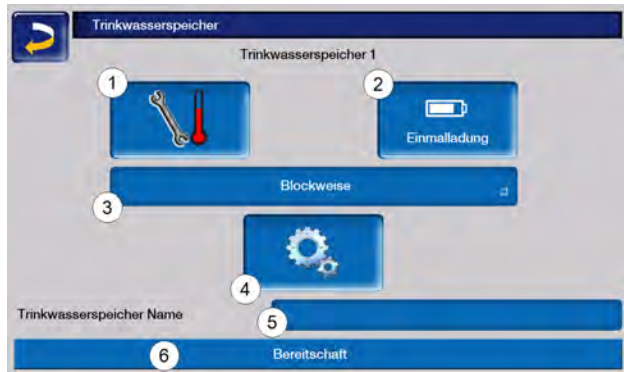 Trinkwasserspeicher
Trinkwasserspeicher 1
1
2
Einmalladung
Blockweise
3
4
Trinkwasserspeicher Name
5
6 Bereitschaft